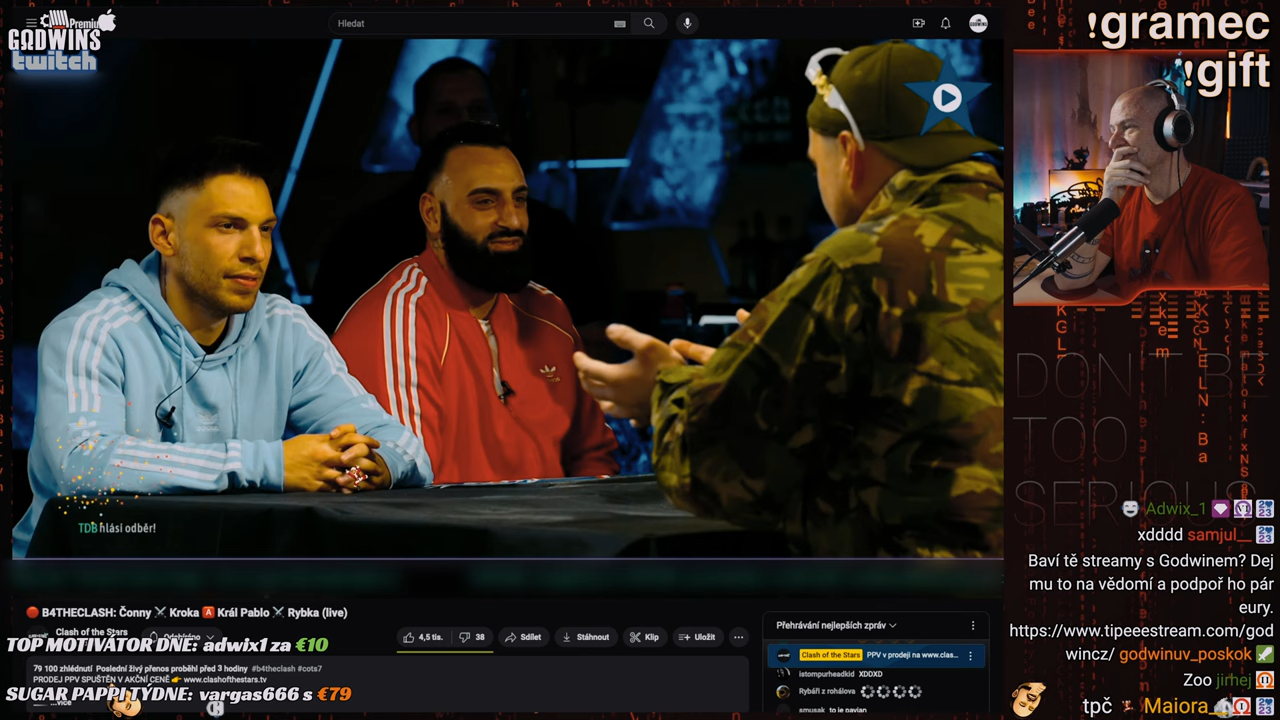 Premium
GODWINS
twitch
Hledat
!gramec
!gift
TDB hlásí odběr!
DON'T BE
TOO
SERIOUS
B4THECLASH: Čonny ⚔ Kroka 🅰 Král Pablo ⚔ Rybka (live)
Clash of the Stars
Odebíráno
4,5 tis.
38
Sdílet
Stáhnout
Klip
Uložit
TOP MOTIVÁTOR DNE: adwix1 za €10
79 100 zhlédnutí Poslední živý přenos proběhl před 3 hodiny #b4theclash #cots7
PRODEJ PPV SPUŠTĚN V AKČNÍ CENĚ 👉 www.clashofthestars.tv
SUGAR PAPPI TÝDNE: vargas666 s €79
...více
Přehrávání nejlepších zpráv
Clash of the Stars PPV v prodeji na www.clas...
istompurheadkid XDDXD
Rybáři z rohálova
smusak to je pavian
Adwix_1
xdddd samjul__
Baví tě streamy s Godwinem? Dej
mu to na vědomí a podpoř ho pár
eury.
https://www.tipeeestream.com/god
wincz/ godwinuv_poskok
Zoo jirhej
tpč Maiora_